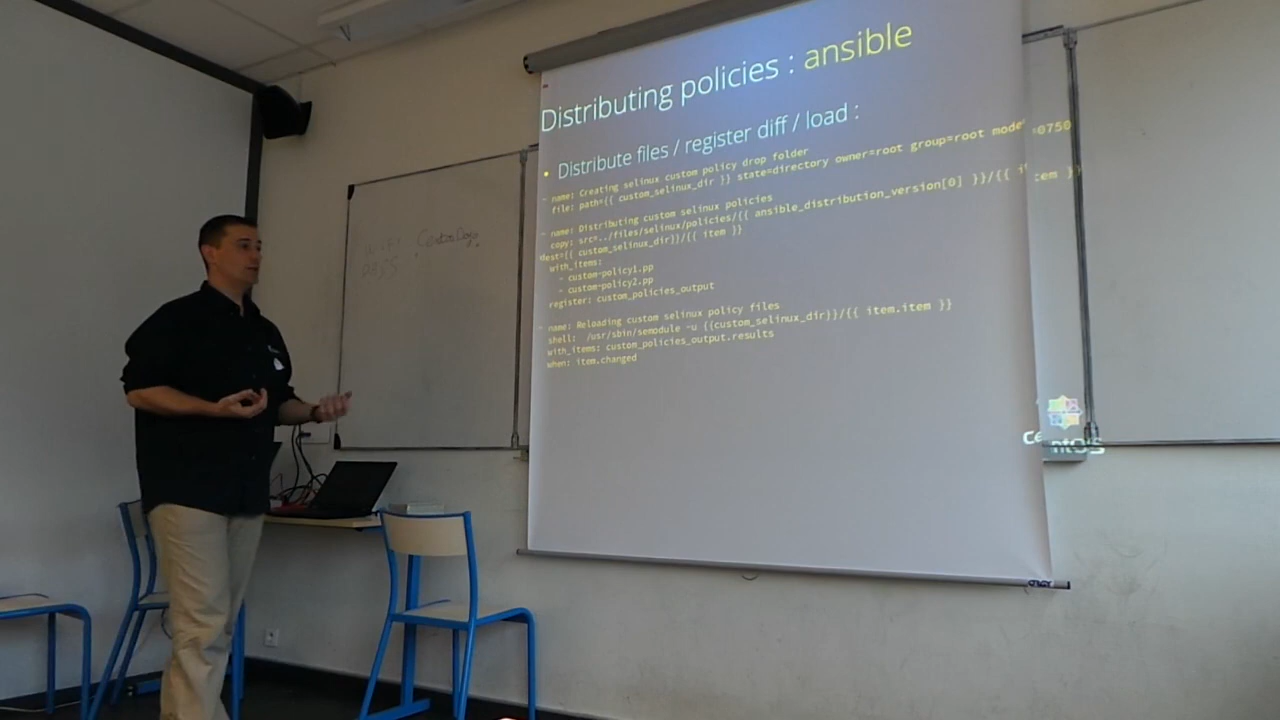 Distributing policies : ansible
• Distribute files / register diff / load :
- name: Creating selinux custom policy drop folder
file: path={{ custom_selinux_dir }} state=directory owner=root group=root mode=0750
- name: Distributing custom selinux policies
copy: src=../files/selinux/policies/{{ ansible_distribution_version[0] }}/{{ item }}
dest={{ custom_selinux_dir}}/{{ item }}
with_items:
- custom-policy1.pp
- custom-policy2.pp
register: custom_policies_output
- name: Reloading custom selinux policy files
shell: /usr/sbin/semodule -u {{custom_selinux_dir}}/{{ item.item }}
with_items: custom_policies_output.results
when: item.changed
CentOS